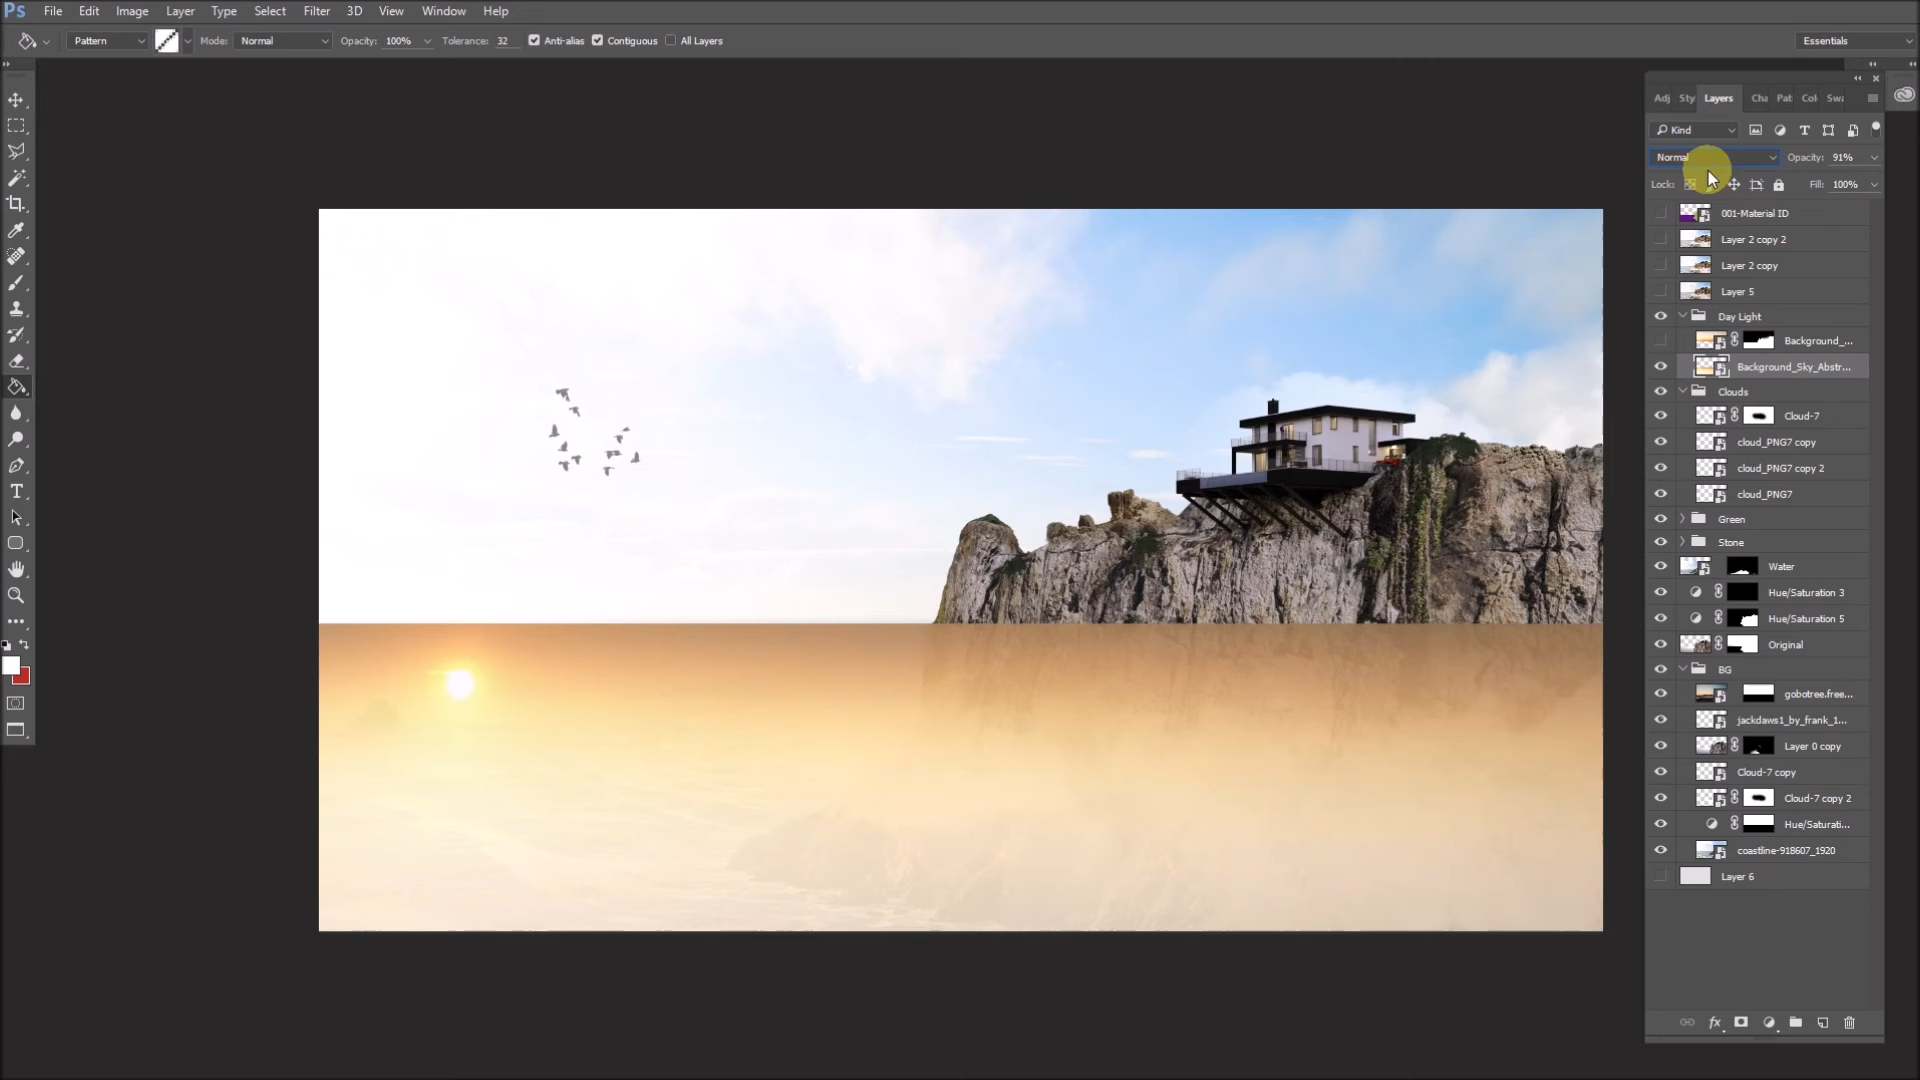 Ps File Edit Image Layer Type Select Filter 3D View Window Help
Pattern Mode: Normal Opacity: 100% Tolerance: 32 Anti-alias Contiguous All Layers Essentials
Adj Sty Layers Cha Pat Col Swa
Kind
Normal Opacity: 91%
Lock: Fill: 100%
001-Material ID
Layer 2 copy 2
Layer 2 copy
Layer 5
Day Light
Background_...
Background_Sky_Abstr...
Clouds
Cloud-7
cloud_PNG7 copy
cloud_PNG7 copy 2
cloud_PNG7
Green
Stone
Water
Hue/Saturation 3
Hue/Saturation 5
Original
BG
gobotree.free...
jackdaws1_by_frank_1...
Layer 0 copy
Cloud-7 copy
Cloud-7 copy 2
Hue/Saturati...
coastline-918607_1920
Layer 6
fx